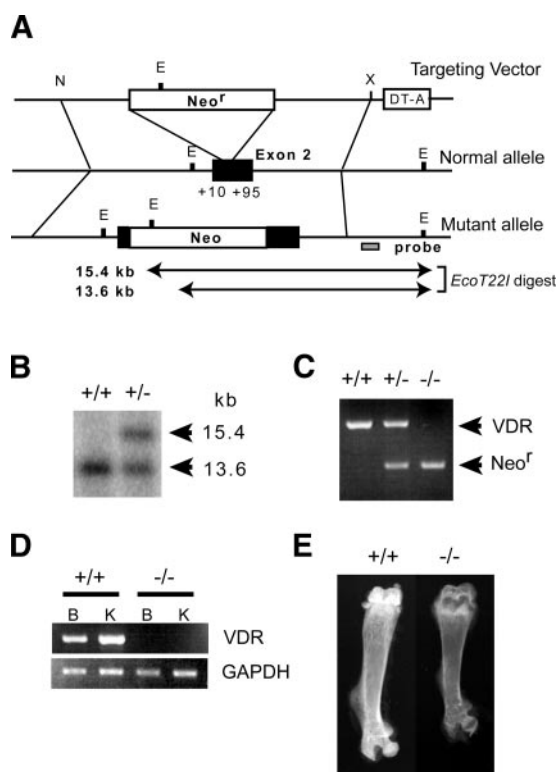 A
N
E
X
Targeting Vector
Neo^r
DT-A
E
Exon 2
E
Normal allele
+10 +95
E
E
E
Mutant allele
Neo
probe
15.4 kb
13.6 kb
EcoT22I digest
B
+/+ +/-
kb
15.4
13.6
C
+/+ +/- -/-
VDR
Neo^r
D
+/+ -/-
B K B K
VDR
GAPDH
E
+/+ -/-